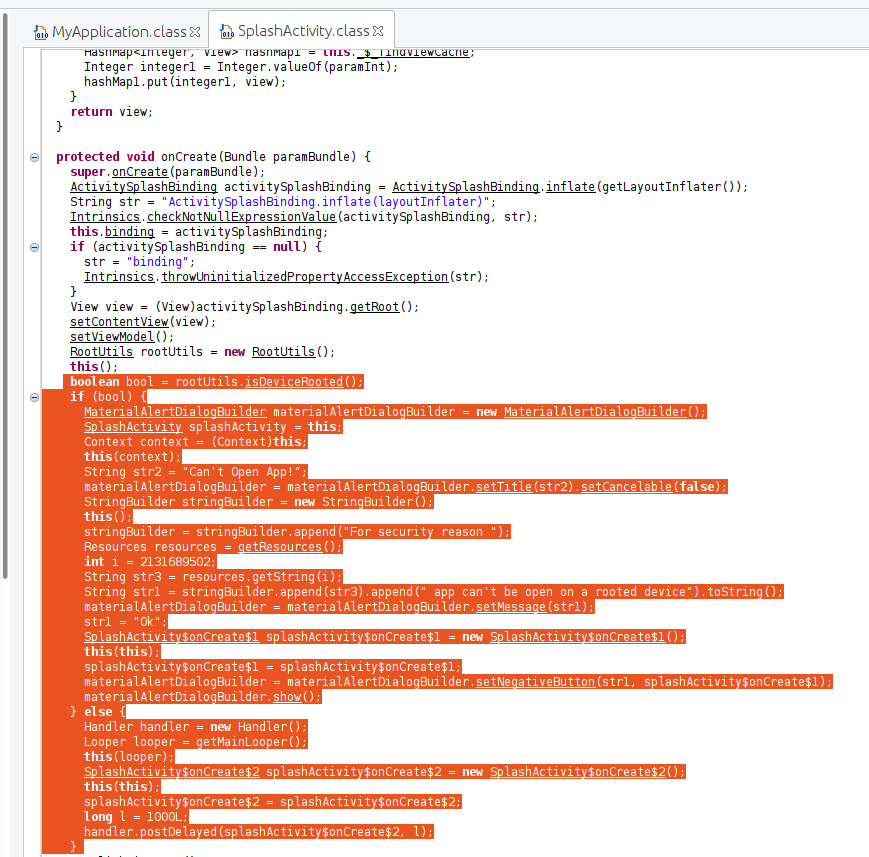 MyApplication.class
SplashActivity.class
HashMap<Integer, View> hashMap1 = this._$_findViewCache;
Integer integer1 = Integer.valueOf(paramInt);
hashMap1.put(integer1, view);
}
return view;
}
protected void onCreate(Bundle paramBundle) {
super.onCreate(paramBundle);
ActivitySplashBinding activitySplashBinding = ActivitySplashBinding.inflate(getLayoutInflater());
String str = "ActivitySplashBinding.inflate(layoutInflater)";
Intrinsics.checkNotNullExpressionValue(activitySplashBinding, str);
this.binding = activitySplashBinding;
if (activitySplashBinding == null) {
str = "binding";
Intrinsics.throwUninitializedPropertyAccessException(str);
}
View view = (View)activitySplashBinding.getRoot();
setContentView(view);
setViewModel();
RootUtils rootUtils = new RootUtils();
this();
boolean bool = rootUtils.isDeviceRooted();
if (bool) {
MaterialAlertDialogBuilder materialAlertDialogBuilder = new MaterialAlertDialogBuilder();
SplashActivity splashActivity = this;
Context context = (Context)this;
this(context);
String str2 = "Can't Open App!";
materialAlertDialogBuilder = materialAlertDialogBuilder.setTitle(str2).setCancelable(false);
StringBuilder stringBuilder = new StringBuilder();
this();
stringBuilder = stringBuilder.append("For security reason ");
Resources resources = getResources();
int i = 2131689502;
String str3 = resources.getString(i);
String str1 = stringBuilder.append(str3).append(" app can't be open on a rooted device").toString();
materialAlertDialogBuilder = materialAlertDialogBuilder.setMessage(str1);
str1 = "Ok";
SplashActivity$onCreate$1 splashActivity$onCreate$1 = new SplashActivity$onCreate$1();
this(this);
splashActivity$onCreate$1 = splashActivity$onCreate$1;
materialAlertDialogBuilder = materialAlertDialogBuilder.setNegativeButton(str1, splashActivity$onCreate$1);
materialAlertDialogBuilder.show();
} else {
Handler handler = new Handler();
Looper looper = getMainLooper();
this(looper);
SplashActivity$onCreate$2 splashActivity$onCreate$2 = new SplashActivity$onCreate$2();
this(this);
splashActivity$onCreate$2 = splashActivity$onCreate$2;
long l = 1000L;
handler.postDelayed(splashActivity$onCreate$2, l);
}